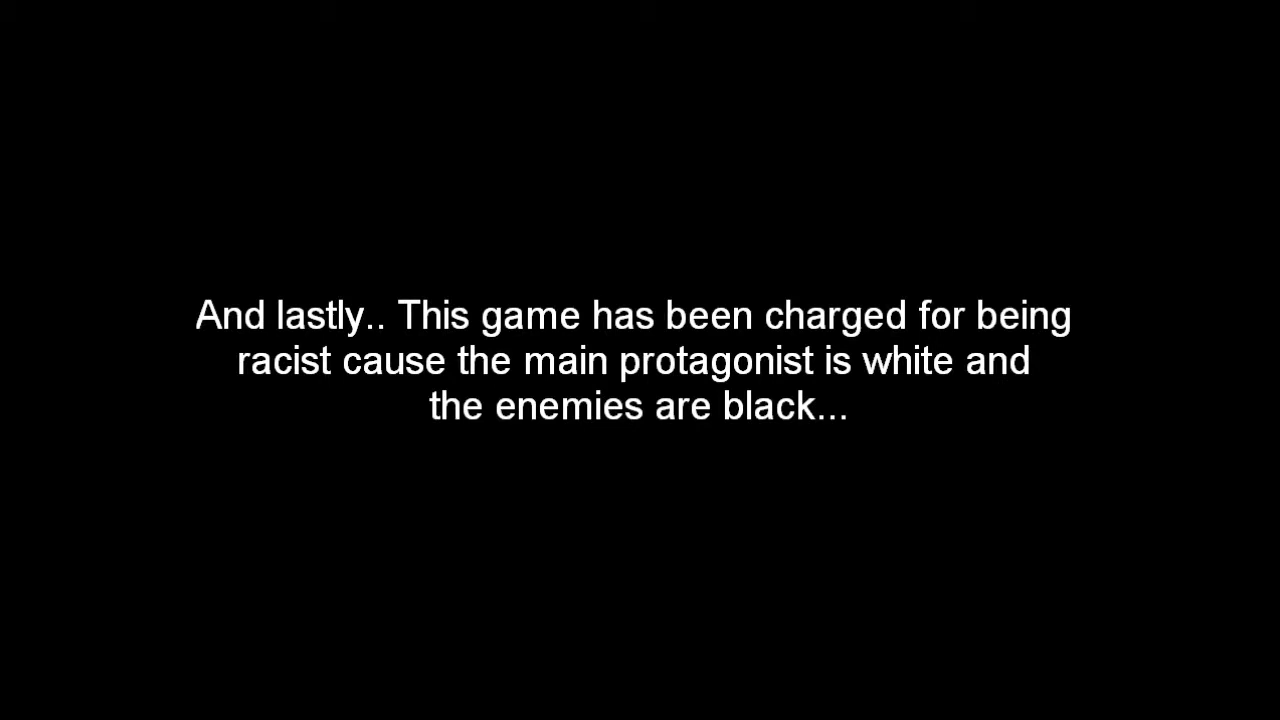 And lastly.. This game has been charged for being
racist cause the main protagonist is white and
the enemies are black...